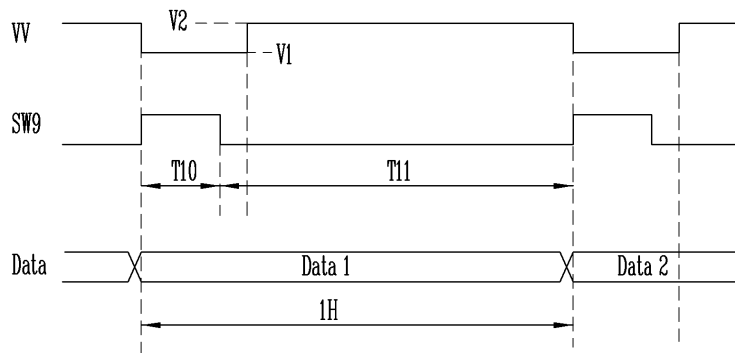 VV
V2
V1
SW9
T10
T11
Data
Data 1
Data 2
1H